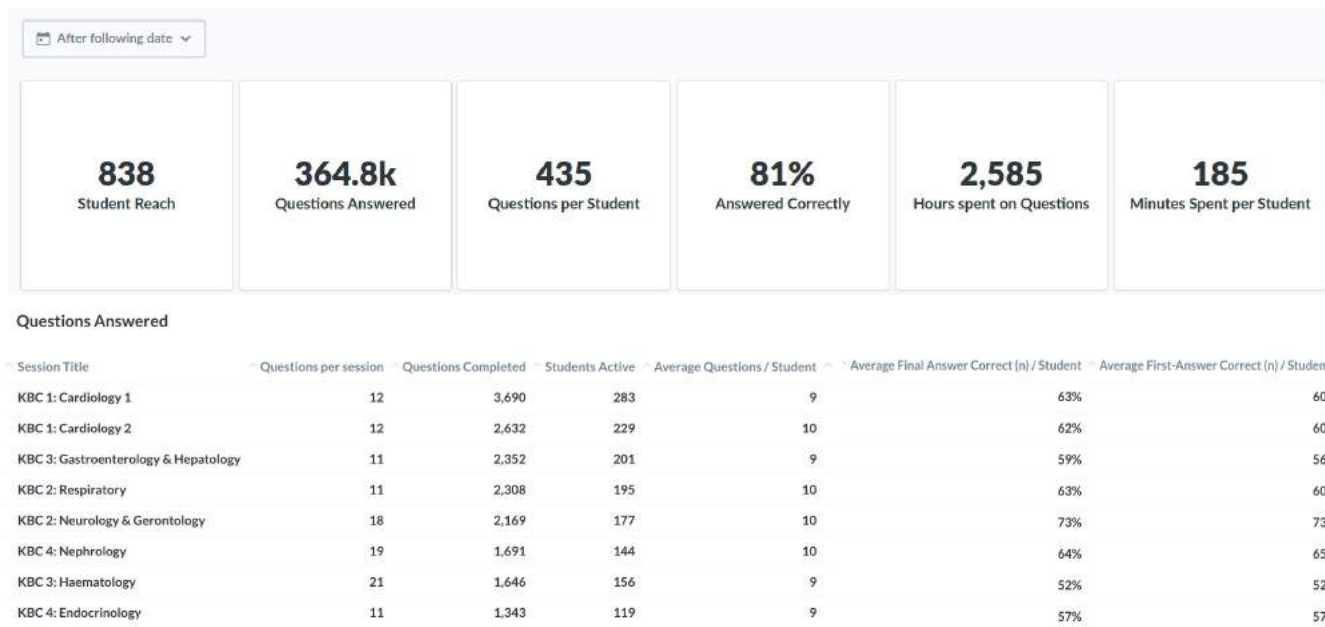 After following date
838 364.8k 435 81% 2,585 185
Student Reach Questions Answered Questions per Student Answered Correctly Hours spent on Questions Minutes Spent per Student
Questions Answered
Session Title Questions per session Questions Completed Students Active Average Questions / Student Average Final Answer Correct (n) / Student Average First-Answer Correct (n) / Studen
KBC 1: Cardiology 1 12 3,690 283 9 63% 60
KBC 1: Cardiology 2 12 2,632 229 10 62% 60
KBC 3: Gastroenterology & Hepatology 11 2,352 201 9 59% 56
KBC 2: Respiratory 11 2,308 195 10 63% 60
KBC 2: Neurology & Gerontology 18 2,169 177 10 73% 73
KBC 4: Nephrology 19 1,691 144 10 64% 65
KBC 3: Haematology 21 1,646 156 9 52% 52
KBC 4: Endocrinology 11 1,343 119 9 57% 57